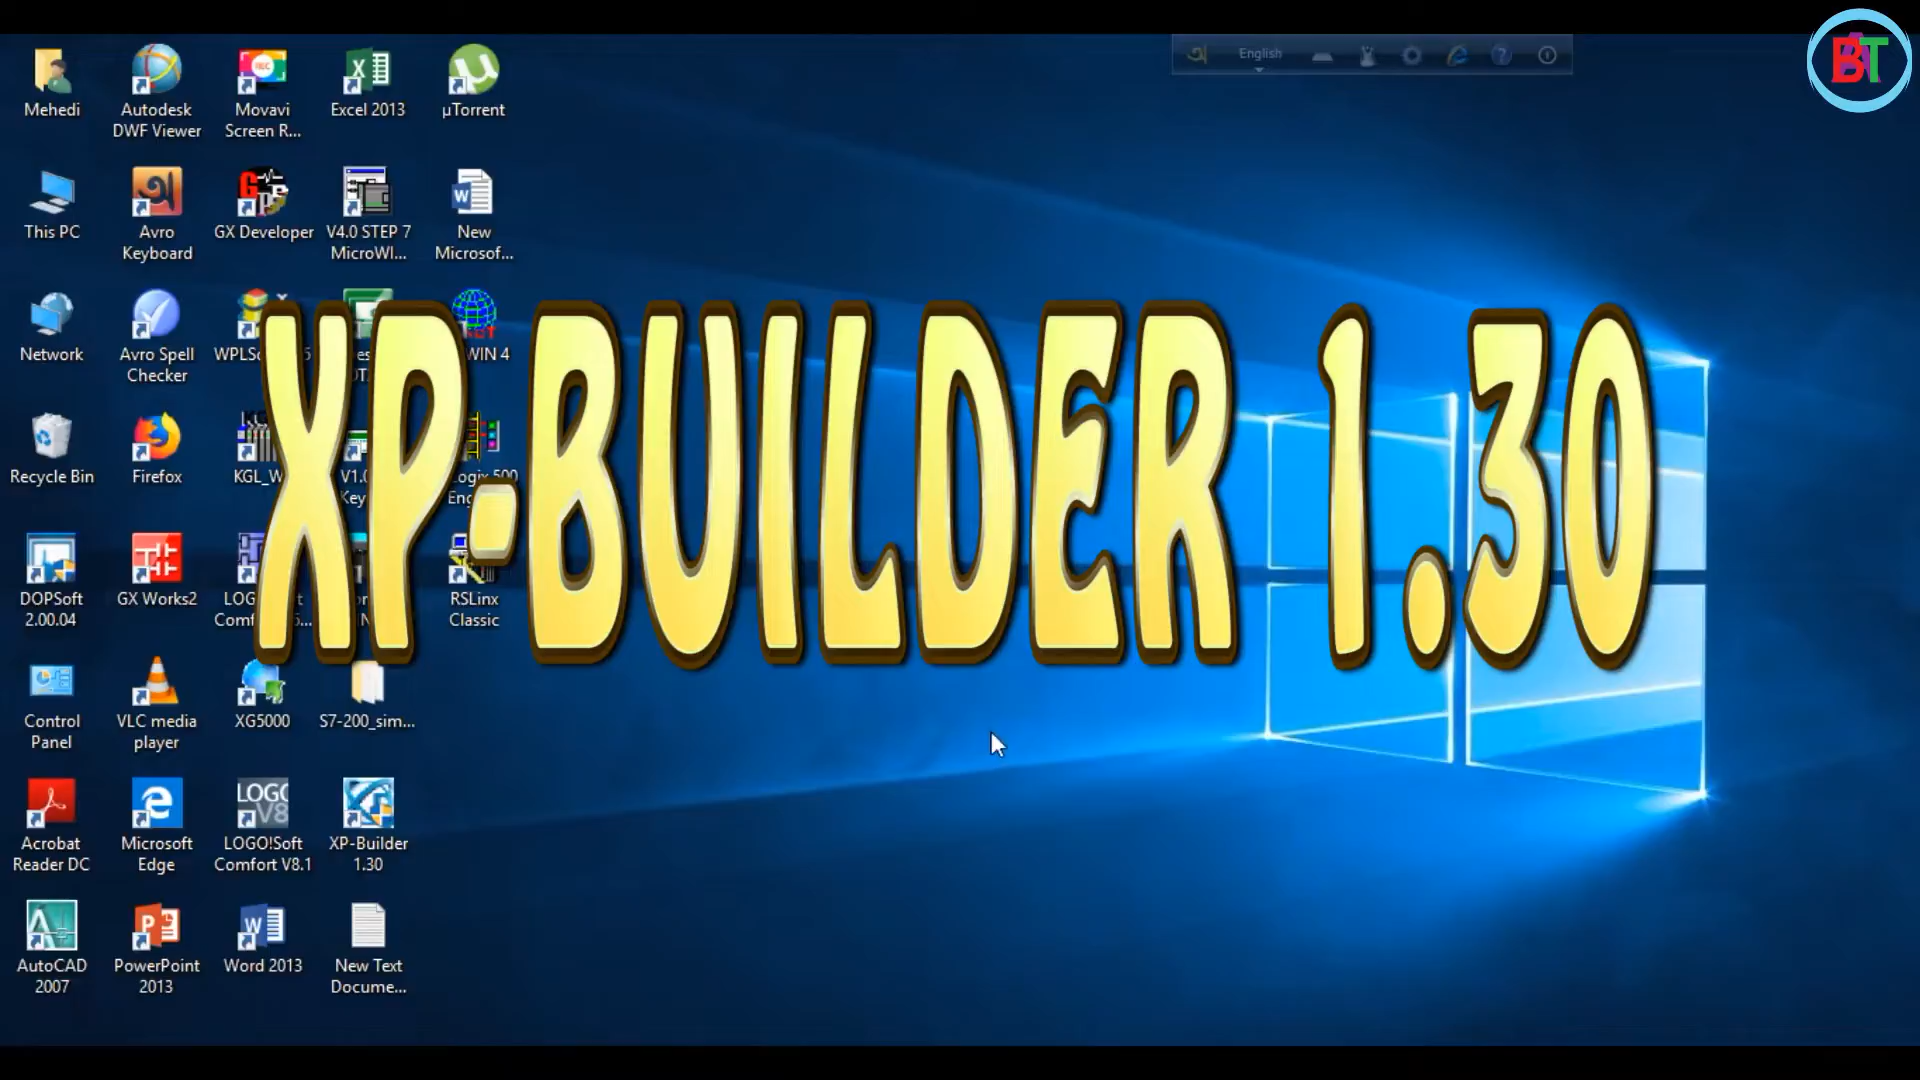 English
BAT
Mehedi
Autodesk
DWF Viewer
Movavi
Screen R...
Excel 2013
µTorrent
This PC
Avro
Keyboard
GX Developer
V4.0 STEP 7
MicroWI...
New
Microsof...
Network
Avro Spell
Checker
WIN 4
Recycle Bin
Firefox
XP-BUILDER 1.30
DOPSoft
2.00.04
GX Works2
RSLinx
Classic
Control
Panel
VLC media
player
XG5000
S7-200_sim...
Acrobat
Reader DC
Microsoft
Edge
LOGO!Soft
Comfort V8.1
XP-Builder
1.30
AutoCAD
2007
PowerPoint
2013
Word 2013
New Text
Docume...